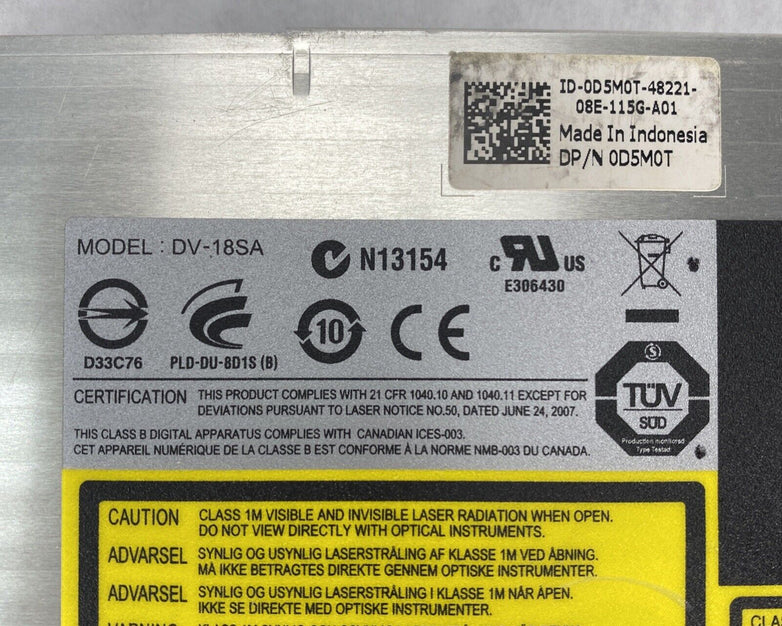 ID-0D5M0T-48221-
08E-115G-A01
Made In Indonesia
DP/N 0D5M0T
MODEL : DV-18SA
N13154
c RU US
E306430
D33C76
PLD-DU-8D1S (B)
10
CE
TÜV
SÜD
Production monitored
Type Tested
CERTIFICATION THIS PRODUCT COMPLIES WITH 21 CFR 1040.10 AND 1040.11 EXCEPT FOR
DEVIATIONS PURSUANT TO LASER NOTICE NO.50, DATED JUNE 24, 2007.
THIS CLASS B DIGITAL APPARATUS COMPLIES WITH CANADIAN ICES-003.
CET APPAREIL NUMÉRIQUE DE LA CLASSE B EST CONFORME À LA NORME NMB-003 DU CANADA.
CAUTION CLASS 1M VISIBLE AND INVISIBLE LASER RADIATION WHEN OPEN.
DO NOT VIEW DIRECTLY WITH OPTICAL INSTRUMENTS.
ADVARSEL SYNLIG OG USYNLIG LASERSTRÅLING AF KLASSE 1M VED ÅBNING.
MÅ IKKE BETRAGTES DIREKTE GENNEM OPTISKE INSTRUMENTER.
ADVARSEL SYNLIG OG USYNLIG LASERSTRÅLING I KLASSE 1M NÅR ÅPEN.
IKKE SE DIREKTE MED OPTISKE INSTRUMENTER.
CLA